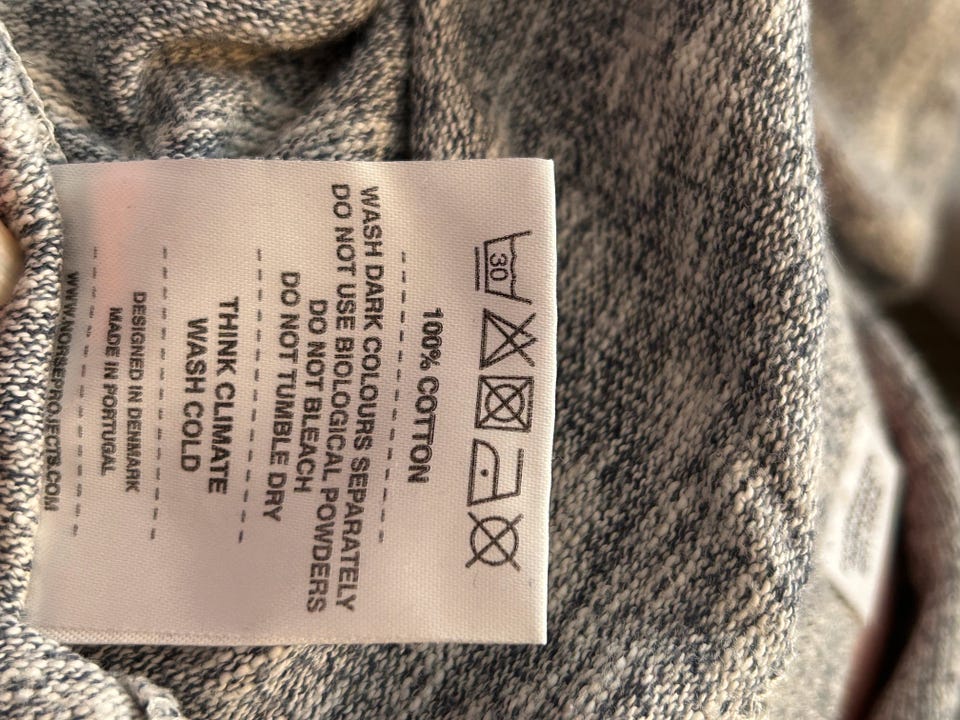 30
100% COTTON
WASH DARK COLOURS SEPARATELY
DO NOT USE BIOLOGICAL POWDERS
DO NOT BLEACH
DO NOT TUMBLE DRY
THINK CLIMATE
WASH COLD
DESIGNED IN DENMARK
MADE IN PORTUGAL
WWW.NORSEPROJECTS.COM